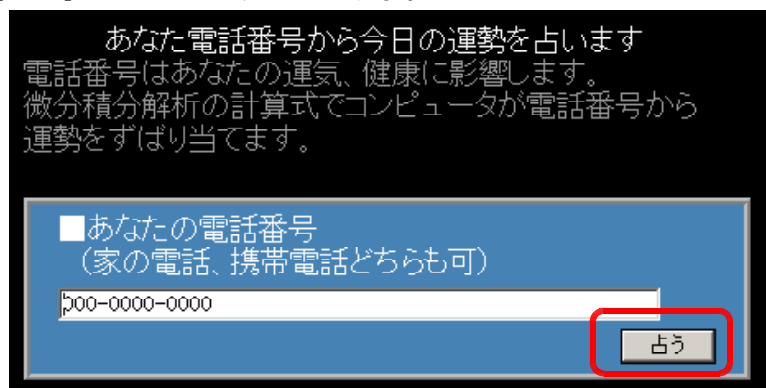 あなた電話番号から今日の運勢を占います
電話番号はあなたの運気、健康に影響します。
微分積分解析の計算式でコンピュータが電話番号から
運勢をずばり当てます。
■あなたの電話番号
（家の電話、携帯電話どちらも可）
000-0000-0000
占う